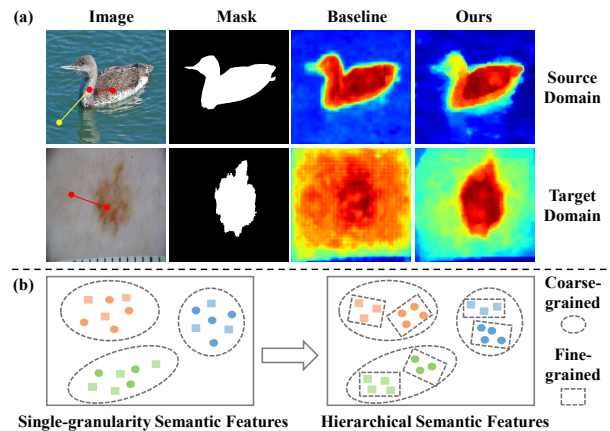 (a) Image Mask Baseline Ours
Source
Domain
Target
Domain
(b)
Coarse-
grained
Fine-
grained
Single-granularity Semantic Features Hierarchical Semantic Features